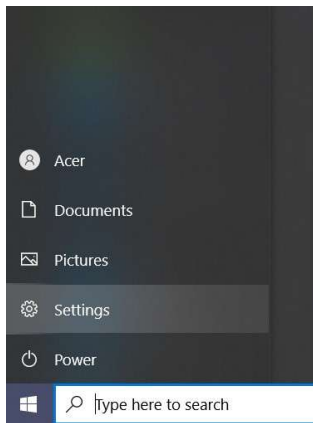 Acer
Documents
Pictures
Settings
Power
Type here to search